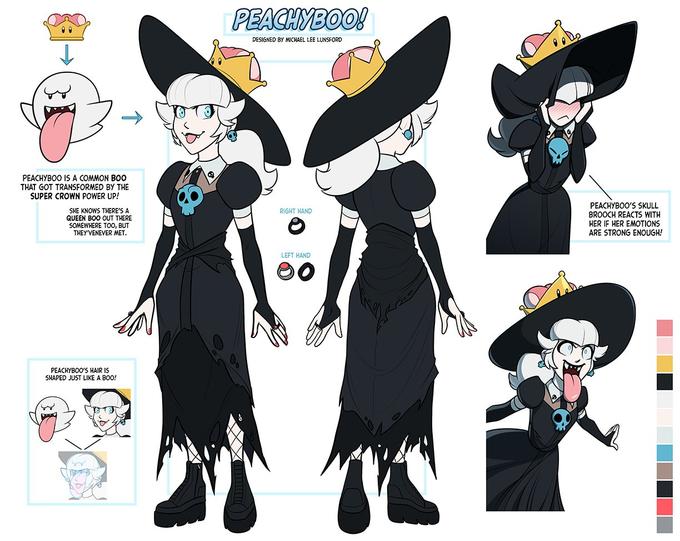 PEACHYBOO!
DESIGNED BY MICHAEL LEE LUNSFORD
PEACHYBOO IS A COMMON BOO
THAT GOT TRANSFORMED BY THE
SUPER CROWN POWER UP!
SHE KNOWS THERE'S A
QUEEN BOO OUT THERE
SOMEWHERE TOO, BUT
THEY'VENEVER MET.
RIGHT HAND
LEFT HAND
PEACHYBOO'S SKULL
BROOCH REACTS WITH
HER IF HER EMOTIONS
ARE STRONG ENOUGH!
PEACHYBOO'S HAIR IS
SHAPED JUST LIKE A BOO!